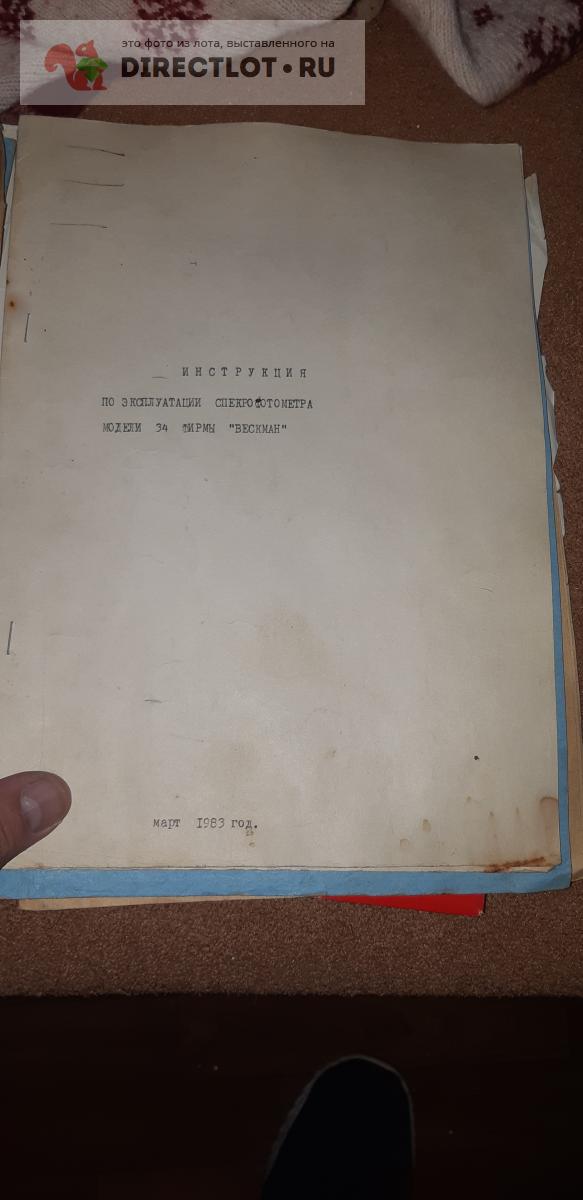 это фото из лота, выставленного на
DIRECTLOT•RU
ИНСТРУКЦИЯ
ПО ЭКСПЛУАТАЦИИ СПЕКРОФОТОМЕТРА
МОДЕЛИ 34 ФИРМЫ "ВЕСКМАН"
март 1983 год.